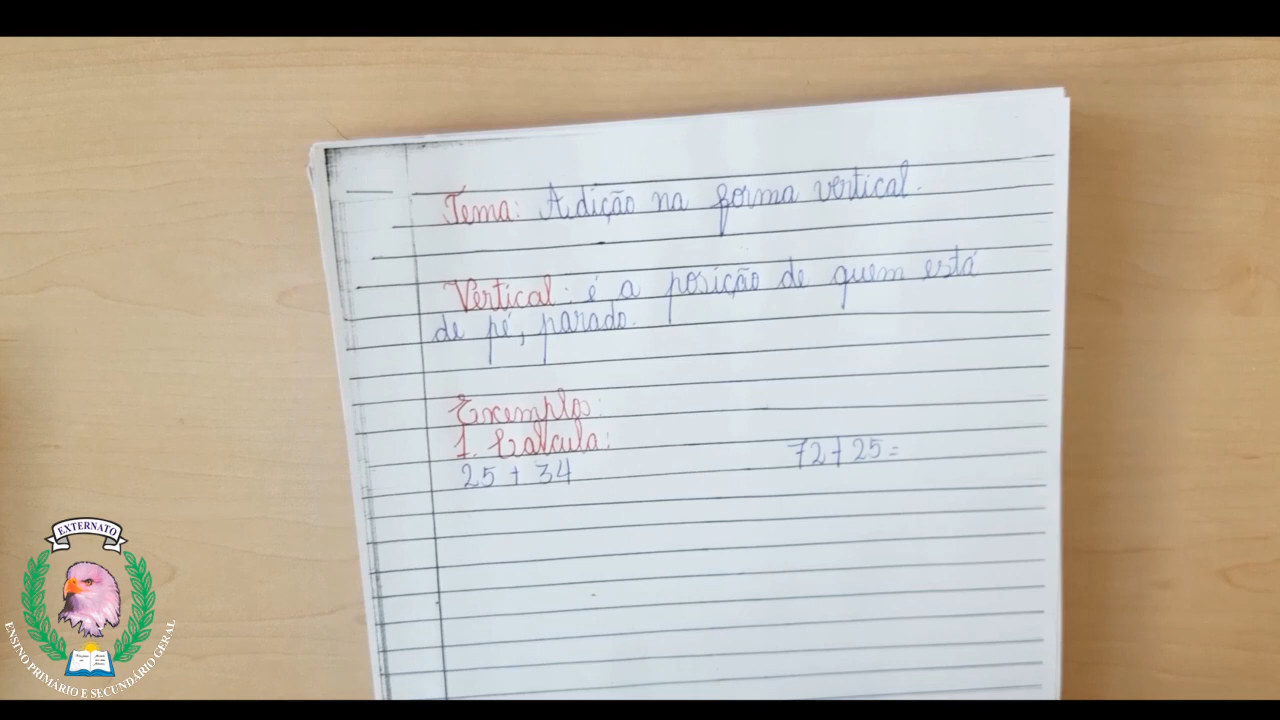 Tema: Adição na forma vertical.
Vertical: é a posição de quem está
de pé, parado.
Exemplo:
1. Calcula:
25 + 34
72 + 25 =
EXTERNATO
ENSINO PRIMÁRIO E SECUNDÁRIO GERAL